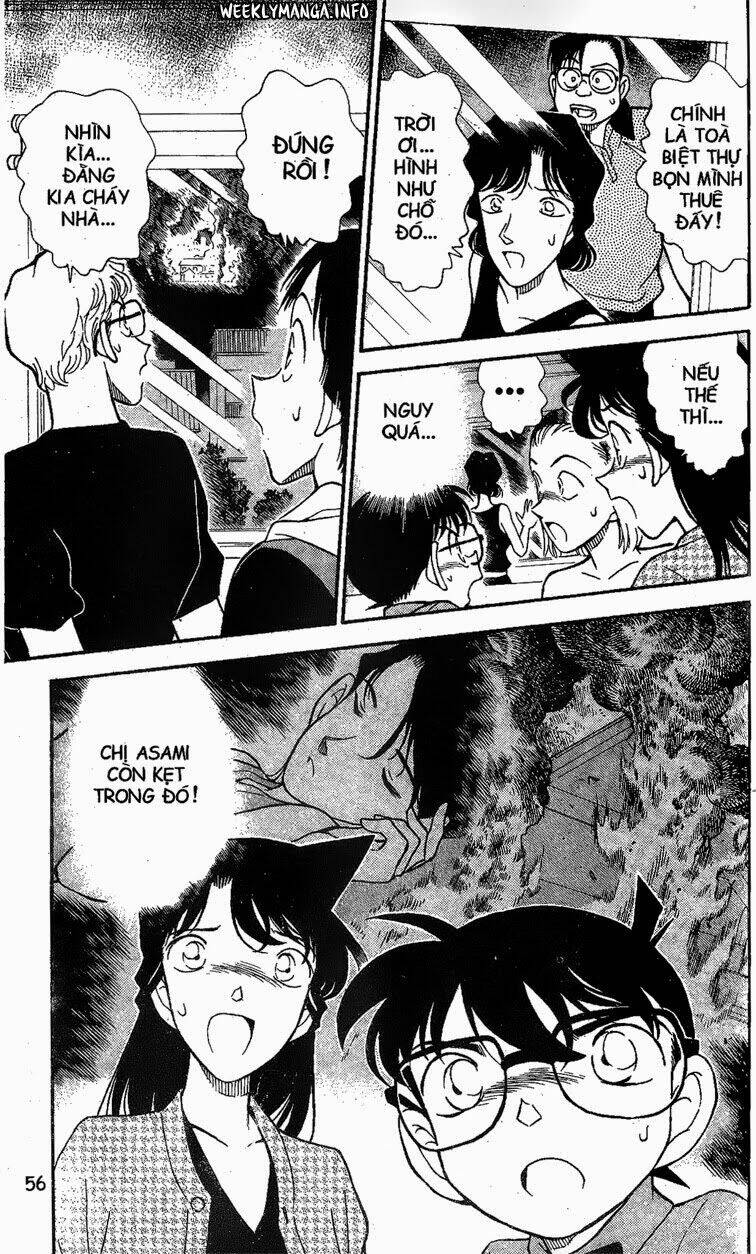 WEEKLYMANGA.INFO
CHÍNH
LÀ TOÀ
BIỆT THỰ
BỌN MÌNH
THUÊ
ĐẤY!
TRỜI
ƠI...
HÌNH
NHƯ
CHỖ
ĐÓ...
ĐÚNG
RỒI!
NHÌN
KÌA...
ĐẰNG
KIA CHÁY
NHÀ...
NẾU
THẾ
THÌ...
...
NGUY
QUÁ...
CHỊ ASAMI
CÒN KẸT
TRONG ĐÓ!
56